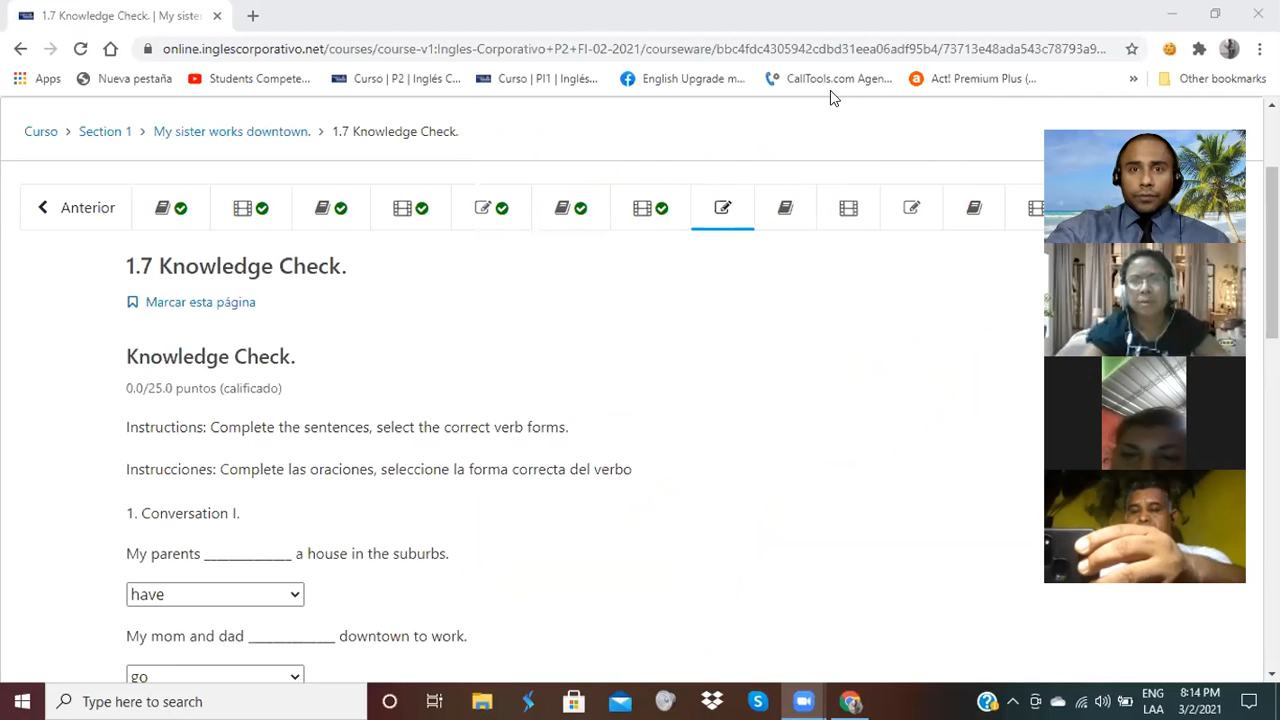 1.7 Knowledge Check. | My siste
online.inglescorporativo.net/courses/course-v1:Ingles-Corporativo+P2+FI-02-2021/courseware/bbc4fdc4305942cdbd31eea06adf95b4/73713e48ada543c78793a9...
Apps Nueva pestaña Students Compete... Curso | P2 | Inglés C... Curso | PI1 | Inglés... English Upgrade m... CallTools.com Agen... Act! Premium Plus (... » Other bookmarks
Curso > Section 1 > My sister works downtown. > 1.7 Knowledge Check.
Anterior
1.7 Knowledge Check.
Marcar esta página
Knowledge Check.
0.0/25.0 puntos (calificado)
Instructions: Complete the sentences, select the correct verb forms.
Instrucciones: Complete las oraciones, seleccione la forma correcta del verbo
1. Conversation I.
My parents _____________ a house in the suburbs.
have
My mom and dad _____________ downtown to work.
go
Type here to search
ENG 8:14 PM
LAA 3/2/2021